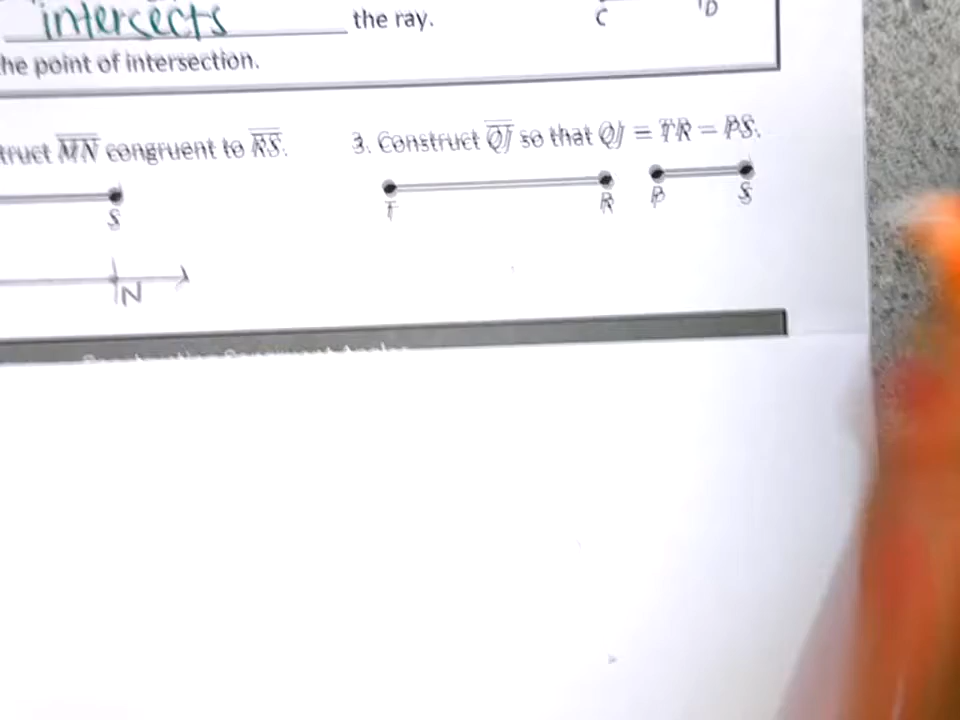 intersects the ray.
C D
he point of intersection.
truct MN congruent to RS.
S
N
3. Construct QJ so that QJ = TR - PS.
T R P S